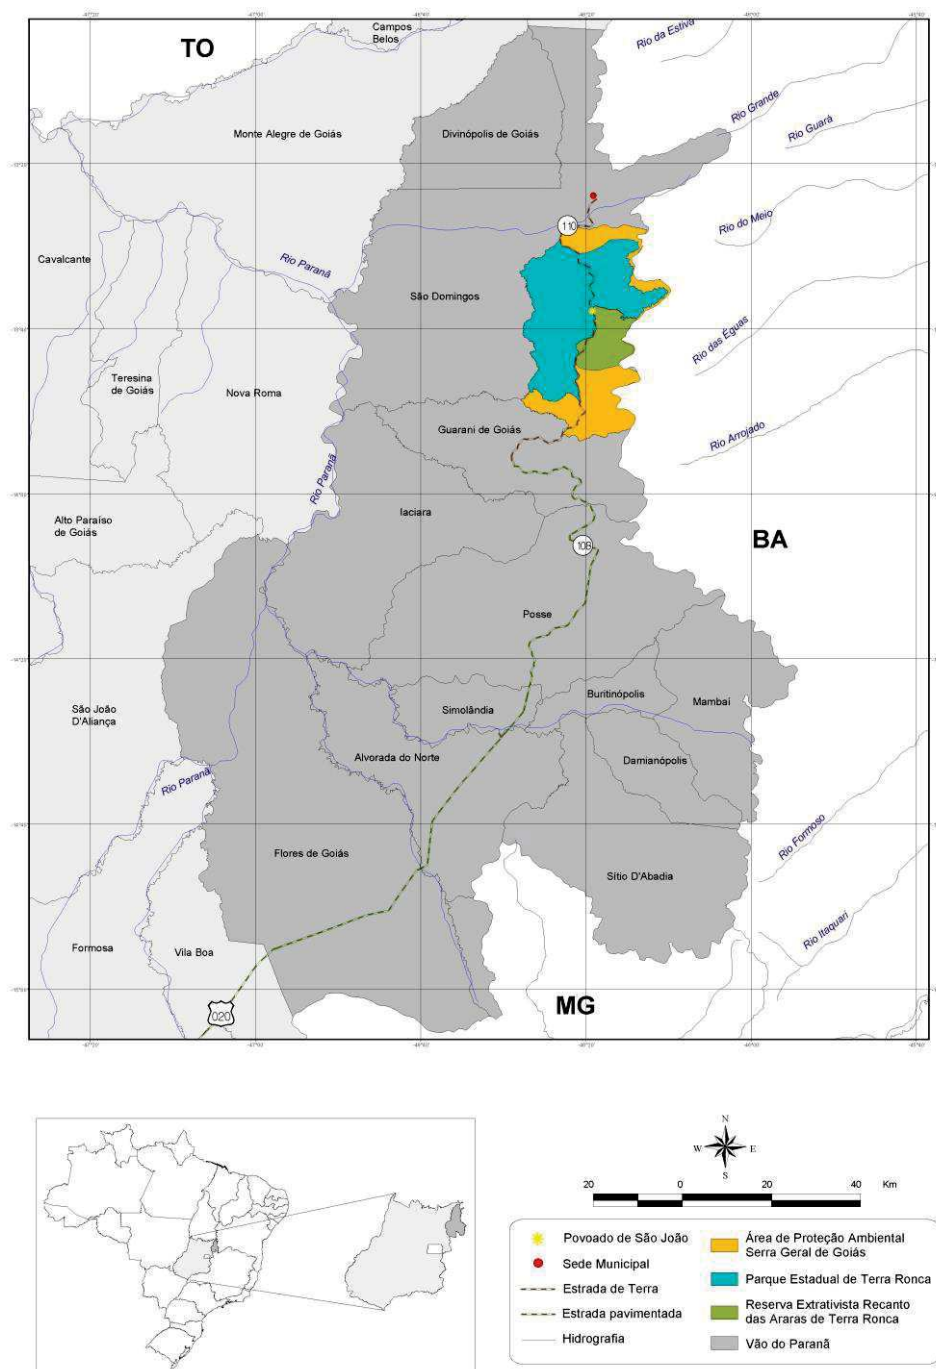 TO
Campos
Belos
Rio da Estiva
Monte Alegre de Goiás
Divinópolis de Goiás
Rio Grande
Rio Guará
110
Rio do Meio
Cavalcante
Rio Paranã
São Domingos
Rio das Éguas
Teresina
de Goiás
Nova Roma
Guarani de Goiás
Rio Arrojado
Rio Paranã
Iaciara
Alto Paraíso
de Goiás
108
BA
Posse
São João
D'Aliança
Simolândia
Buritinópolis
Mambaí
Alvorada do Norte
Damianópolis
Rio Paranã
Rio Formoso
Flores de Goiás
Sítio D'Abadia
Rio Itaquari
Formosa
Vila Boa
MG
020
N
W E
S
20 0 20 40 Km
Povoado de São João
Sede Municipal
Estrada de Terra
Estrada pavimentada
Hidrografia
Área de Proteção Ambiental
Serra Geral de Goiás
Parque Estadual de Terra Ronca
Reserva Extrativista Recanto
das Araras de Terra Ronca
Vão do Paranã